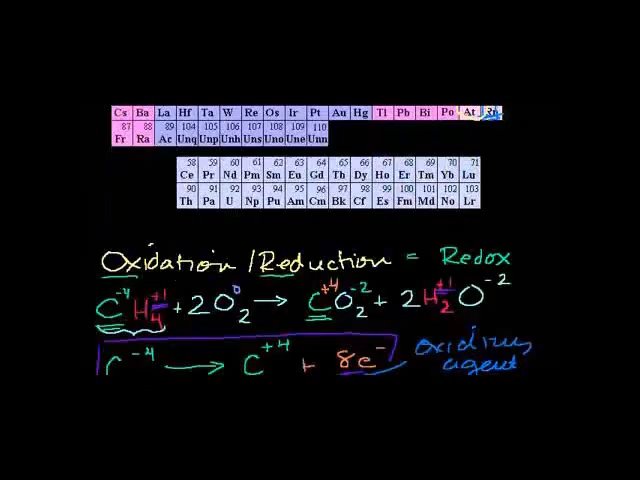 Cs Ba La Hf Ta W Re Os Ir Pt Au Hg Tl Pb Bi Po At Rn
87 88 89 104 105 106 107 108 109 110
Fr Ra Ac Unq Unp Unh Uns Uno Une Unn
58 59 60 61 62 63 64 65 66 67 68 69 70 71
Ce Pr Nd Pm Sm Eu Gd Tb Dy Ho Er Tm Yb Lu
90 91 92 93 94 95 96 97 98 99 100 101 102 103
Th Pa U Np Pu Am Cm Bk Cf Es Fm Md No Lr
Oxidation / Reduction = Redox
C⁻⁴H₄⁺¹ + 2O₂⁰ → C⁺⁴O₂⁻² + 2H₂⁺¹O⁻²
C⁻⁴ → C⁺⁴ + 8e⁻ oxidizing
agent